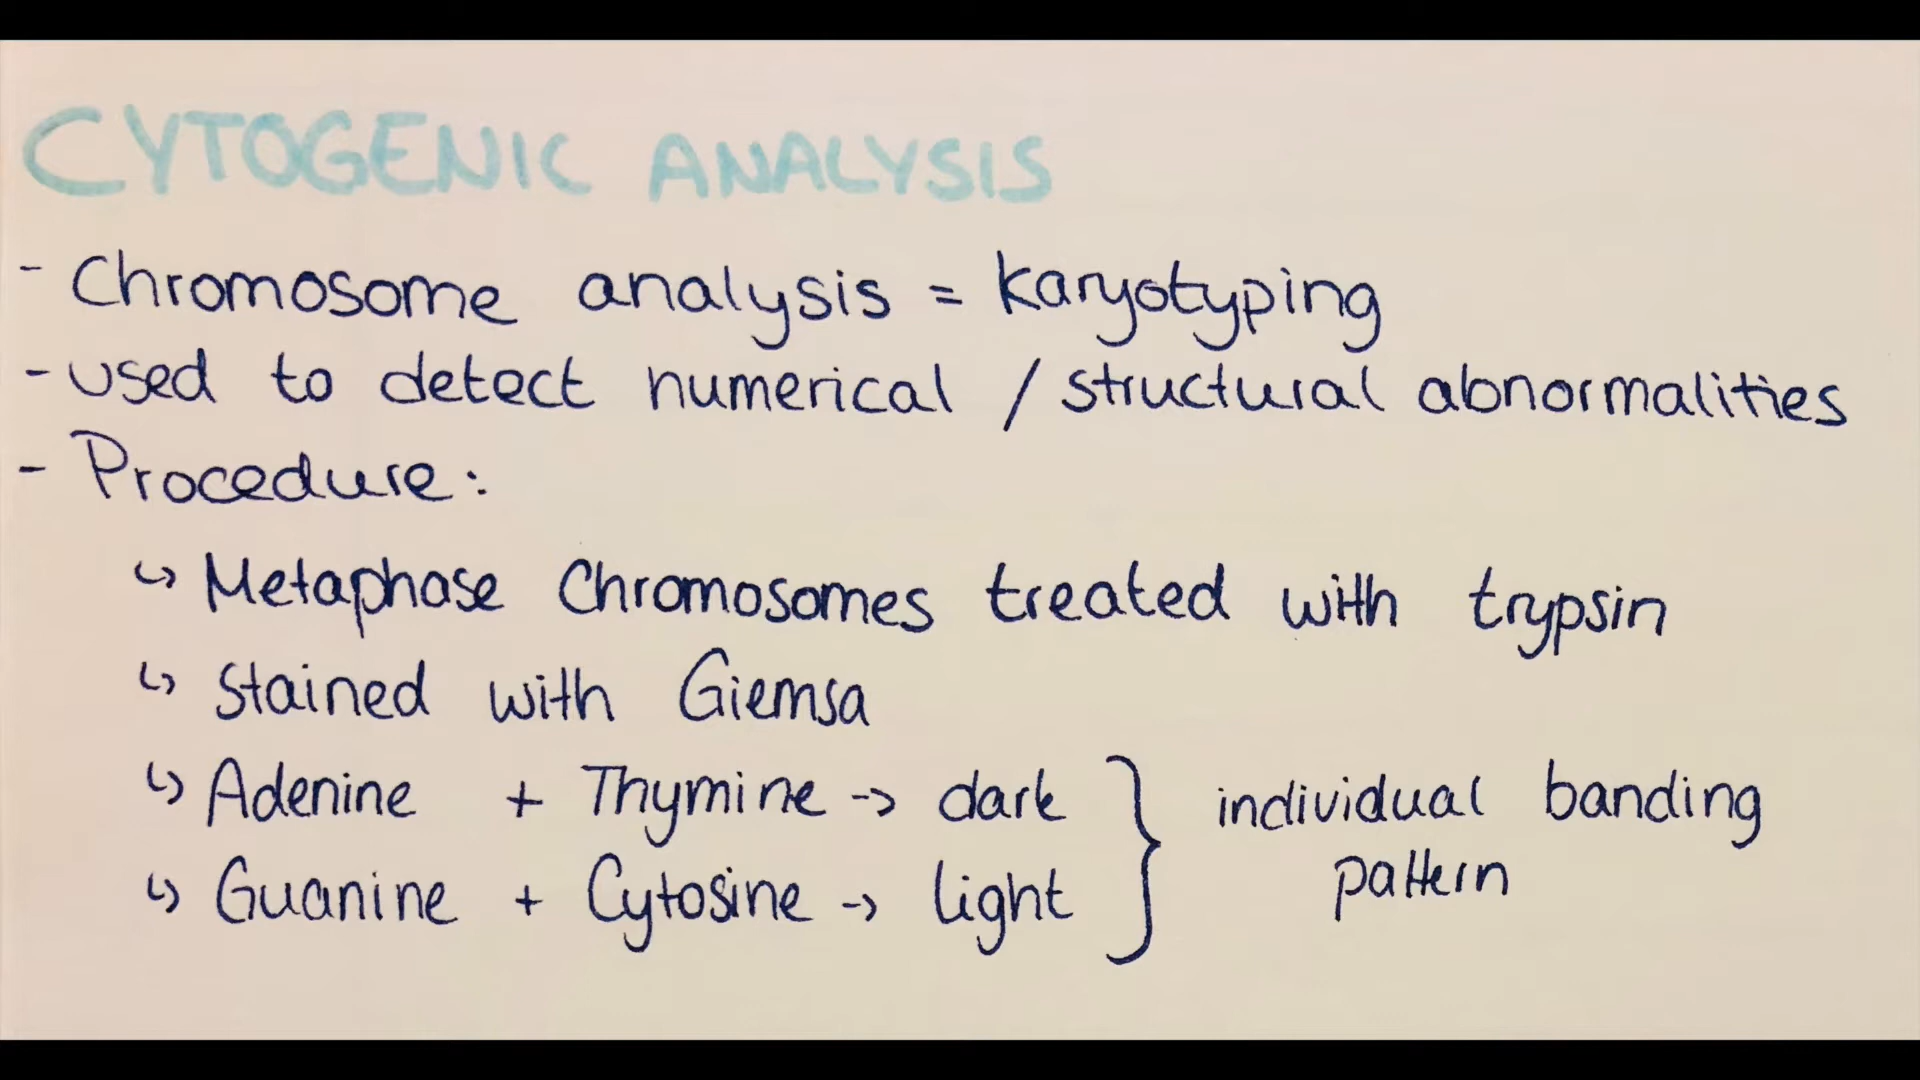 CYTOGENIC ANALYSIS
- Chromosome analysis = karyotyping
- used to detect numerical / structural abnormalities
- Procedure:
↳ Metaphase Chromosomes treated with trypsin
↳ Stained with Giemsa
↳ Adenine + Thymine -> dark } individual banding
pattern
↳ Guanine + Cytosine -> light